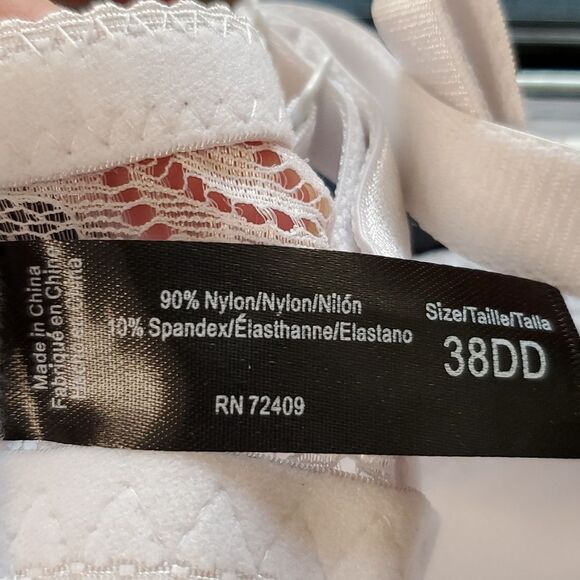 Made in China
Fabriqué en Chine
90% Nylon/Nylon/Nilón
10% Spandex/Élasthanne/Elastano
RN 72409
Size/Taille/Talla
38DD